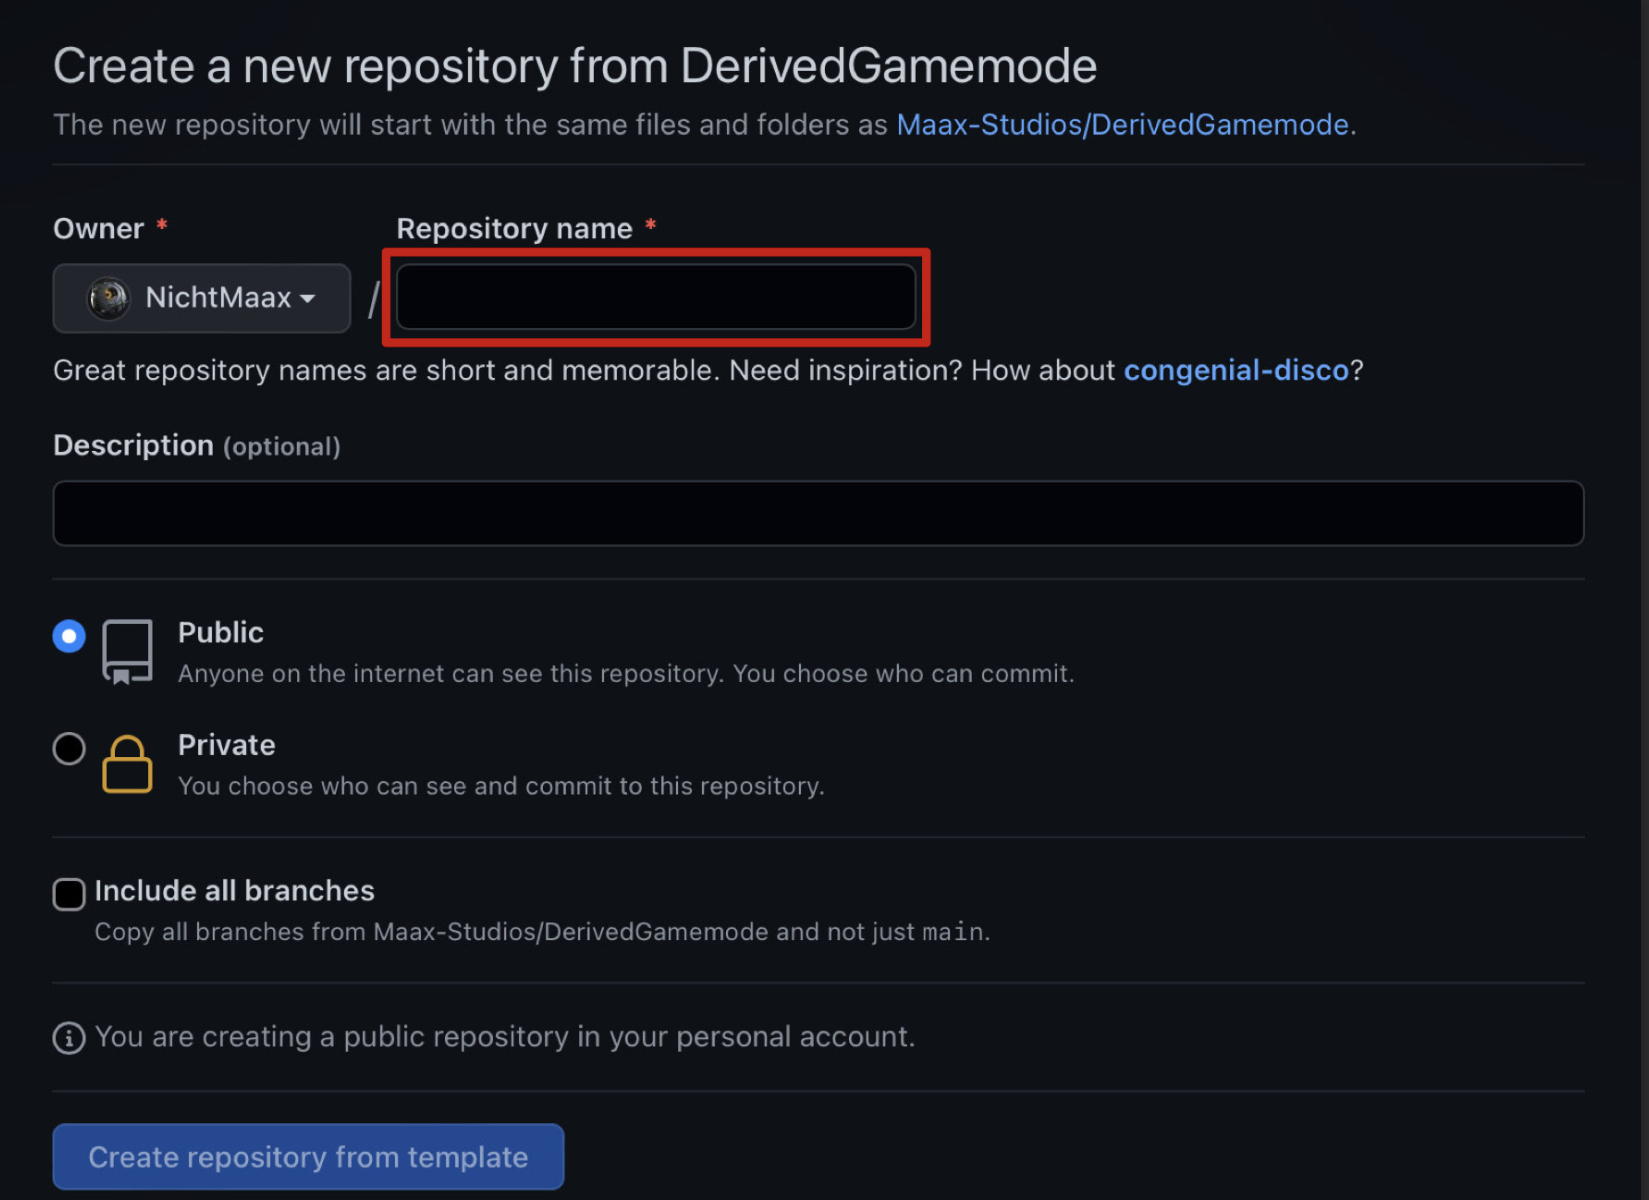 Create a new repository from DerivedGamemode
The new repository will start with the same files and folders as Maax-Studios/DerivedGamemode.
Owner * Repository name *
NichtMaax /
Great repository names are short and memorable. Need inspiration? How about congenial-disco?
Description (optional)
Public
Anyone on the internet can see this repository. You choose who can commit.
Private
You choose who can see and commit to this repository.
Include all branches
Copy all branches from Maax-Studios/DerivedGamemode and not just main.
You are creating a public repository in your personal account.
Create repository from template